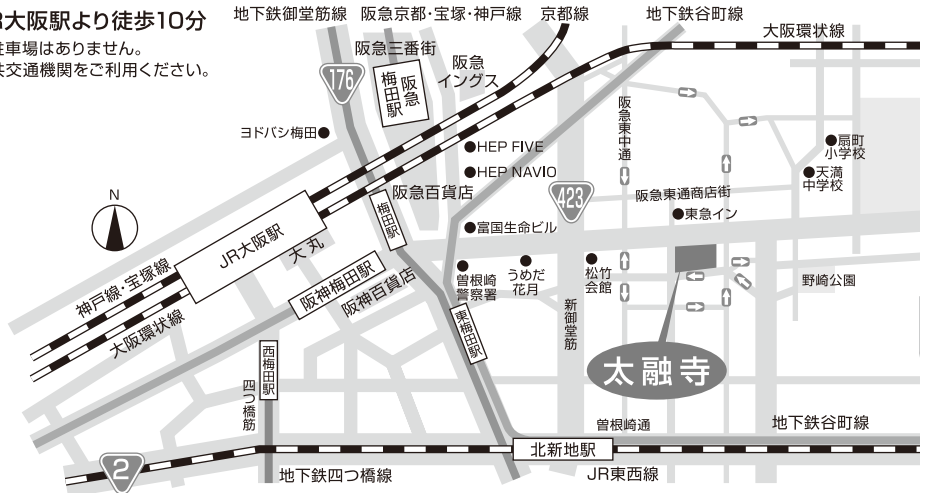 大阪駅より徒歩10分
車場はありません。
交通機関をご利用ください。
地下鉄御堂筋線
阪急京都・宝塚・神戸線
京都線
地下鉄谷町線
大阪環状線
阪急三番街
176
阪急
梅田駅
阪急
イングス
ヨドバシ梅田
HEP FIVE
HEP NAVIO
阪急東中通
扇町
小学校
天満
中学校
阪急百貨店
423
阪急東通商店街
東急イン
梅田駅
富国生命ビル
N
JR大阪駅
大丸
阪神梅田駅
阪神百貨店
曽根崎
警察署
うめだ
花月
松竹
会館
野崎公園
神戸線・宝塚線
大阪環状線
東梅田駅
新御堂筋
太融寺
西梅田駅
四つ橋筋
曽根崎通
地下鉄谷町線
北新地駅
2
地下鉄四つ橋線
JR東西線